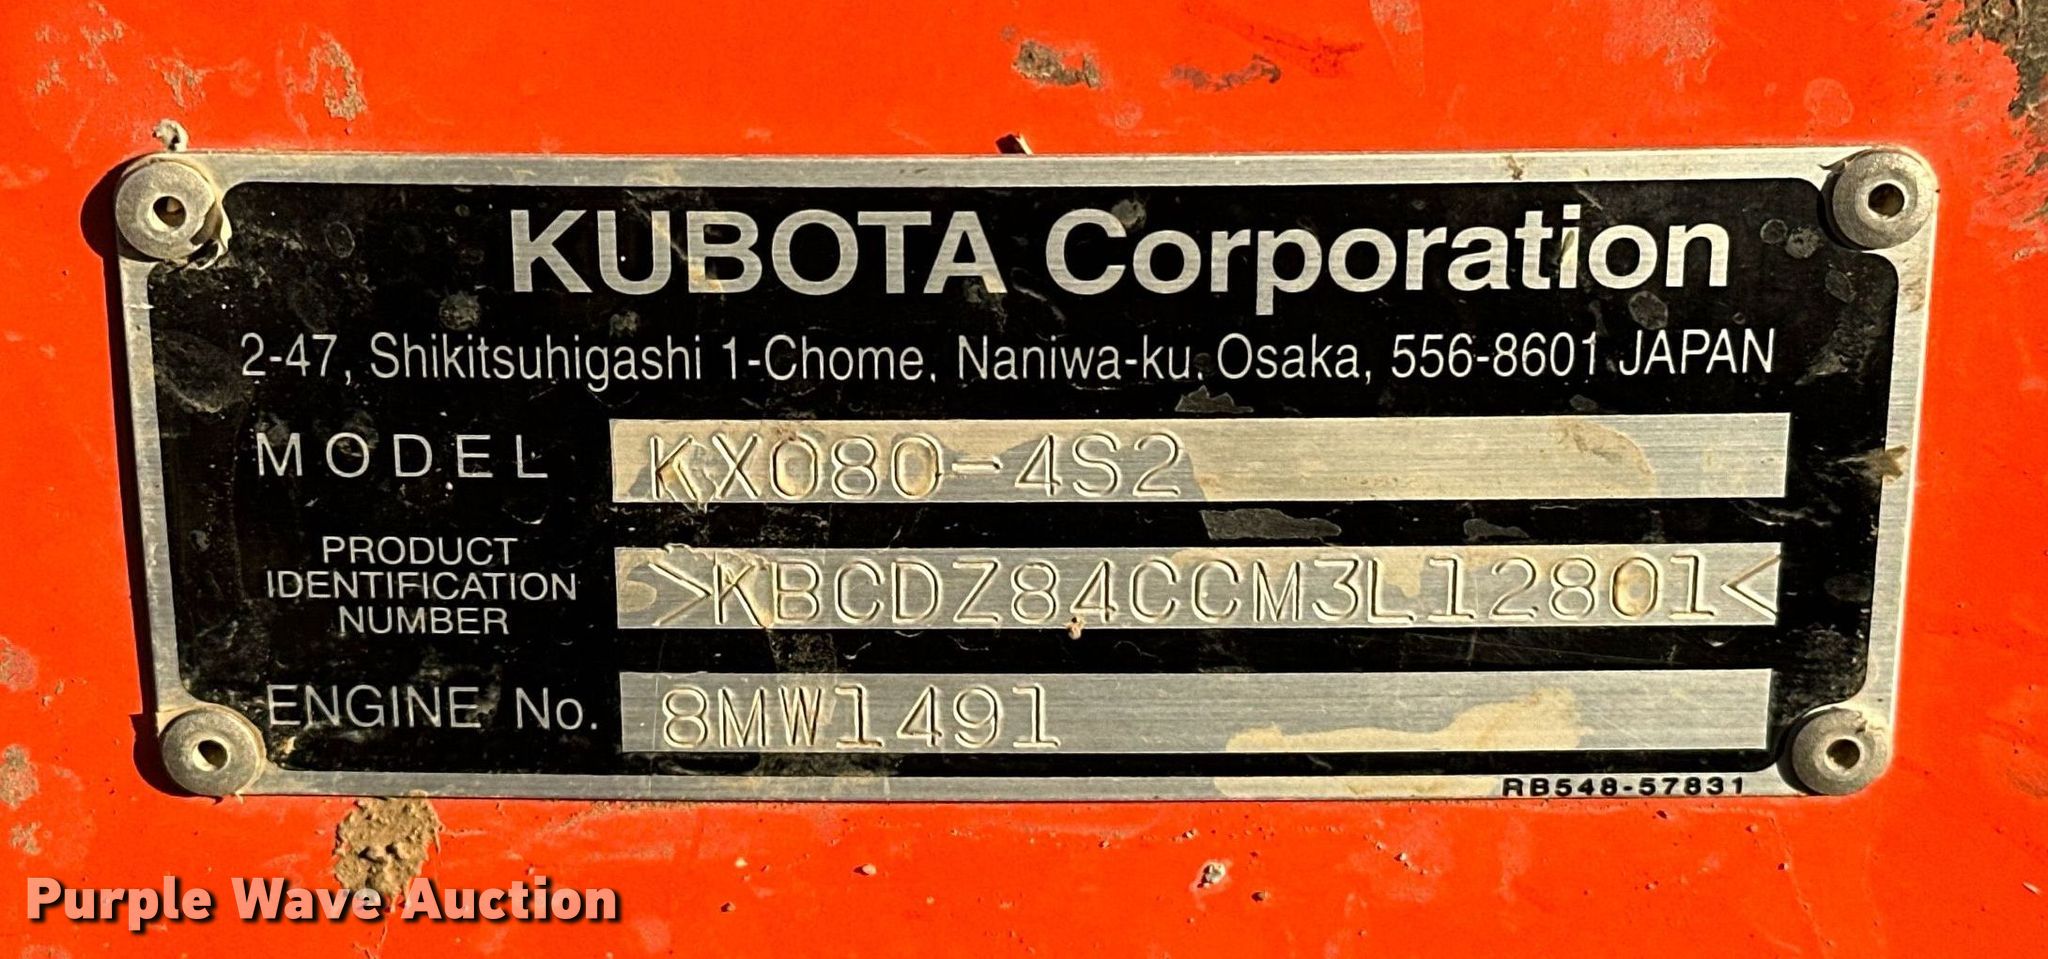 KUBOTA Corporation
2-47, Shikitsuhigashi 1-Chome, Naniwa-ku, Osaka, 556-8601 JAPAN
MODEL KX080-4S2
PRODUCT
IDENTIFICATION
NUMBER
>KBCDZ84CCM3L12801<
ENGINE No. 8MW1491
RB548-57831
Purple Wave Auction